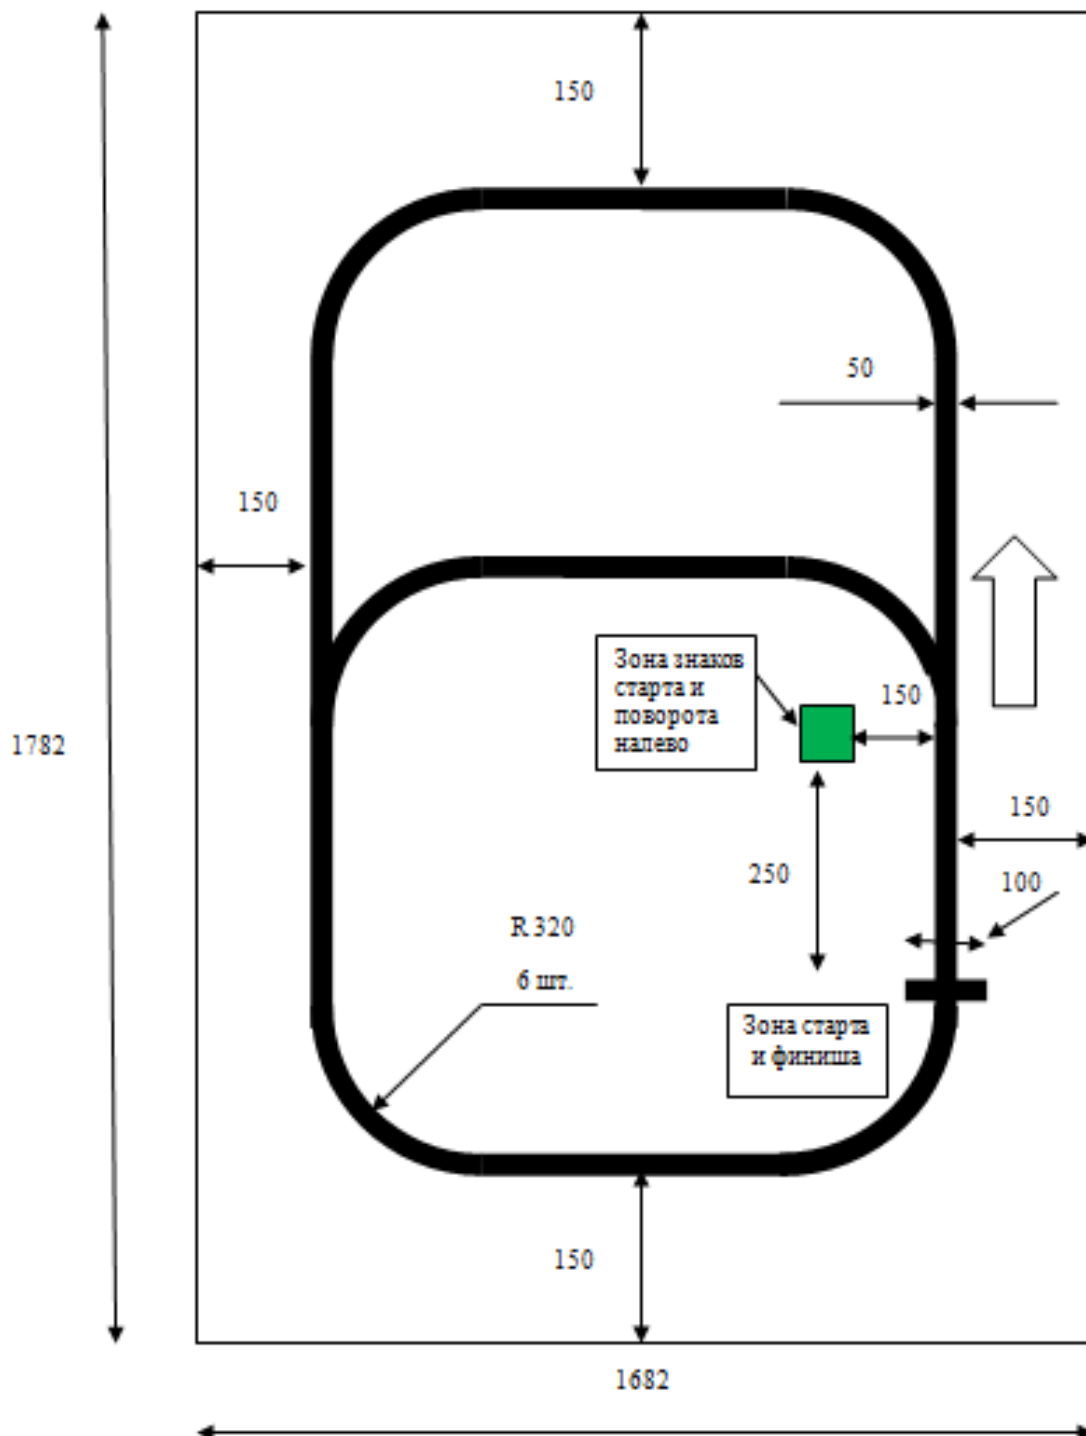 150
50
150
Зона знаков
старта и
поворота
налево
150
1782
150
250
100
R 320
6 шт.
Зона старта
и финиша
150
1682